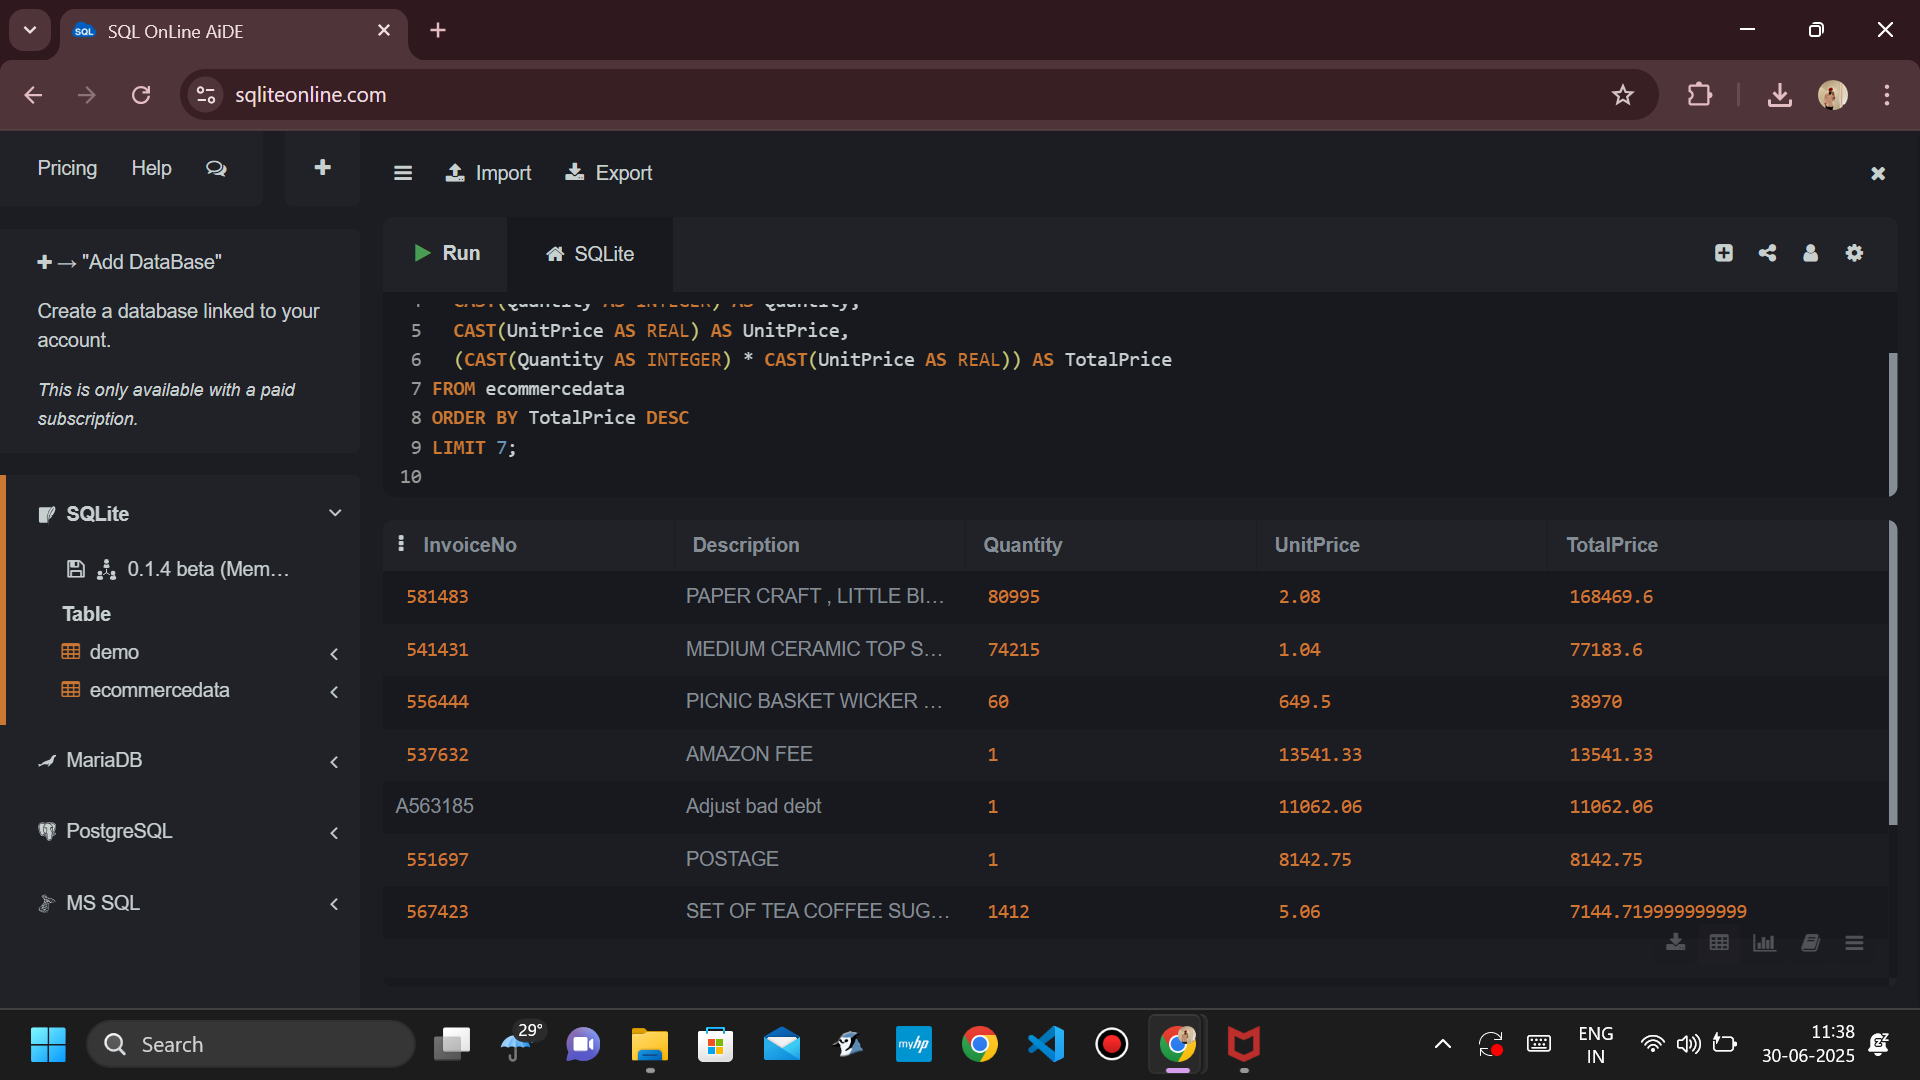 SQL OnLine AiDE
sqliteonline.com
Pricing Help
Import Export
"Add DataBase"
Create a database linked to your
account.
This is only available with a paid
subscription.
Run SQLite
4 CAST(Quantity AS INTEGER) AS Quantity,
5 CAST(UnitPrice AS REAL) AS UnitPrice,
6 (CAST(Quantity AS INTEGER) * CAST(UnitPrice AS REAL)) AS TotalPrice
7 FROM ecommercedata
8 ORDER BY TotalPrice DESC
9 LIMIT 7;
10
SQLite
0.1.4 beta (Mem...
Table
demo
ecommercedata
MariaDB
PostgreSQL
MS SQL
InvoiceNo Description Quantity UnitPrice TotalPrice
581483 PAPER CRAFT , LITTLE BI... 80995 2.08 168469.6
541431 MEDIUM CERAMIC TOP S... 74215 1.04 77183.6
556444 PICNIC BASKET WICKER ... 60 649.5 38970
537632 AMAZON FEE 1 13541.33 13541.33
A563185 Adjust bad debt 1 11062.06 11062.06
551697 POSTAGE 1 8142.75 8142.75
567423 SET OF TEA COFFEE SUG... 1412 5.06 7144.719999999999
Search
29°
myhp
ENG
IN
11:38
30-06-2025